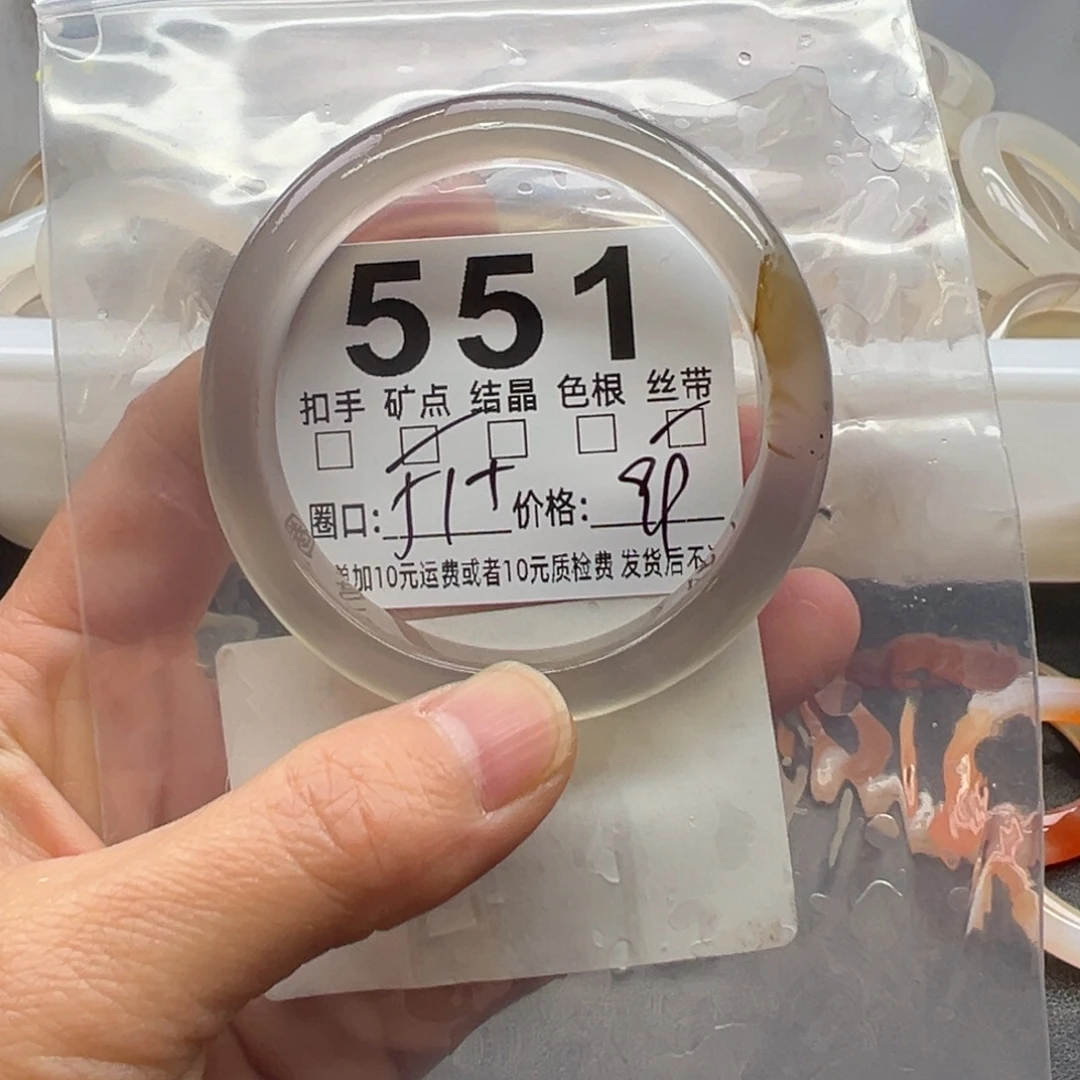 551
扣手 矿点 结晶 色根 丝带
圈口: 价格:
单加10元运费或者10元质检费 发货后不